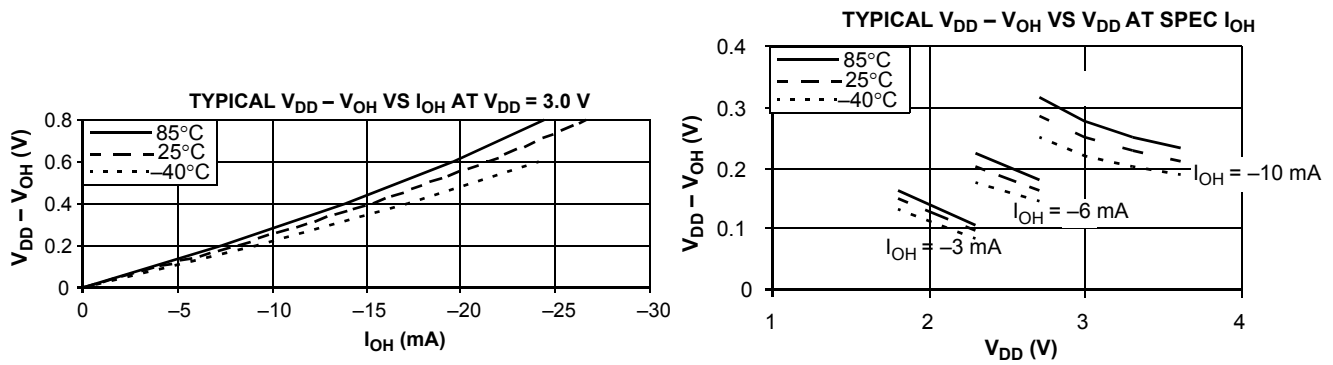 TYPICAL VDD – VOH VS IOH AT VDD = 3.0 V
VDD – VOH (V)
0.8
0.6
0.4
0.2
0
85°C
25°C
–40°C
0 –5 –10 –15 –20 –25 –30
IOH (mA)
TYPICAL VDD – VOH VS VDD AT SPEC IOH
VDD – VOH (V)
0.4
0.3
0.2
0.1
0
85°C
25°C
–40°C
IOH = –10 mA
IOH = –6 mA
IOH = –3 mA
1 2 3 4
VDD (V)